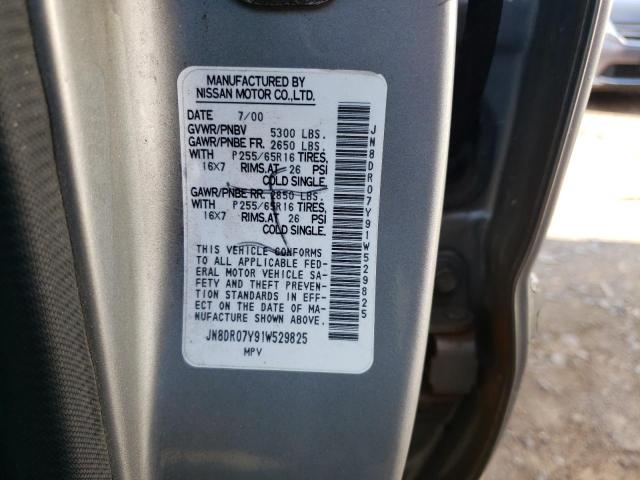 MANUFACTURED BY
NISSAN MOTOR CO.,LTD.
DATE 7/00
GVWR/PNBV 5300 LBS.
GAWR/PNBE FR. 2650 LBS.
WITH P255/65R16 TIRES,
16X7 RIMS,AT 26 PSI
COLD SINGLE.
GAWR/PNBE RR. 2850 LBS.
WITH P255/65R16 TIRES,
16X7 RIMS,AT 26 PSI
COLD SINGLE.
THIS VEHICLE CONFORMS
TO ALL APPLICABLE FED-
ERAL MOTOR VEHICLE SA-
FETY AND THEFT PREVEN-
TION STANDARDS IN EFF-
ECT ON THE DATE OF MA-
NUFACTURE SHOWN ABOVE.
JN8DR07Y91W529825
MPV
JN8DR07Y91W529825